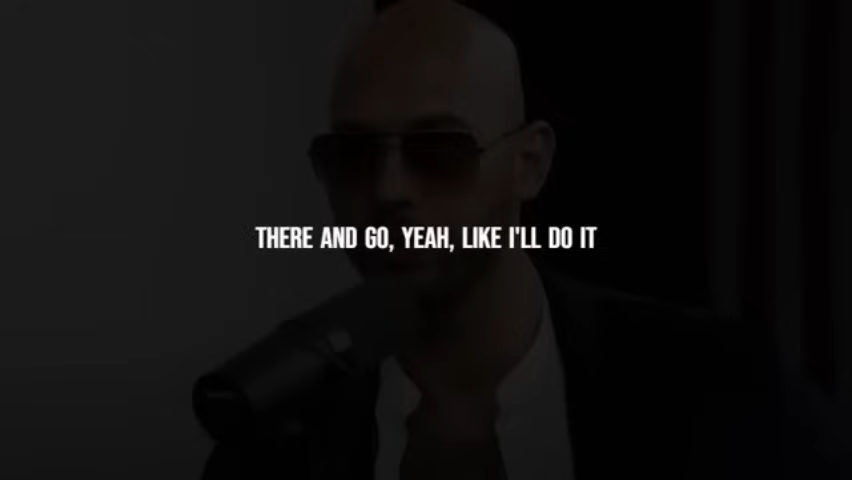 THERE AND GO, YEAH, LIKE I'LL DO IT